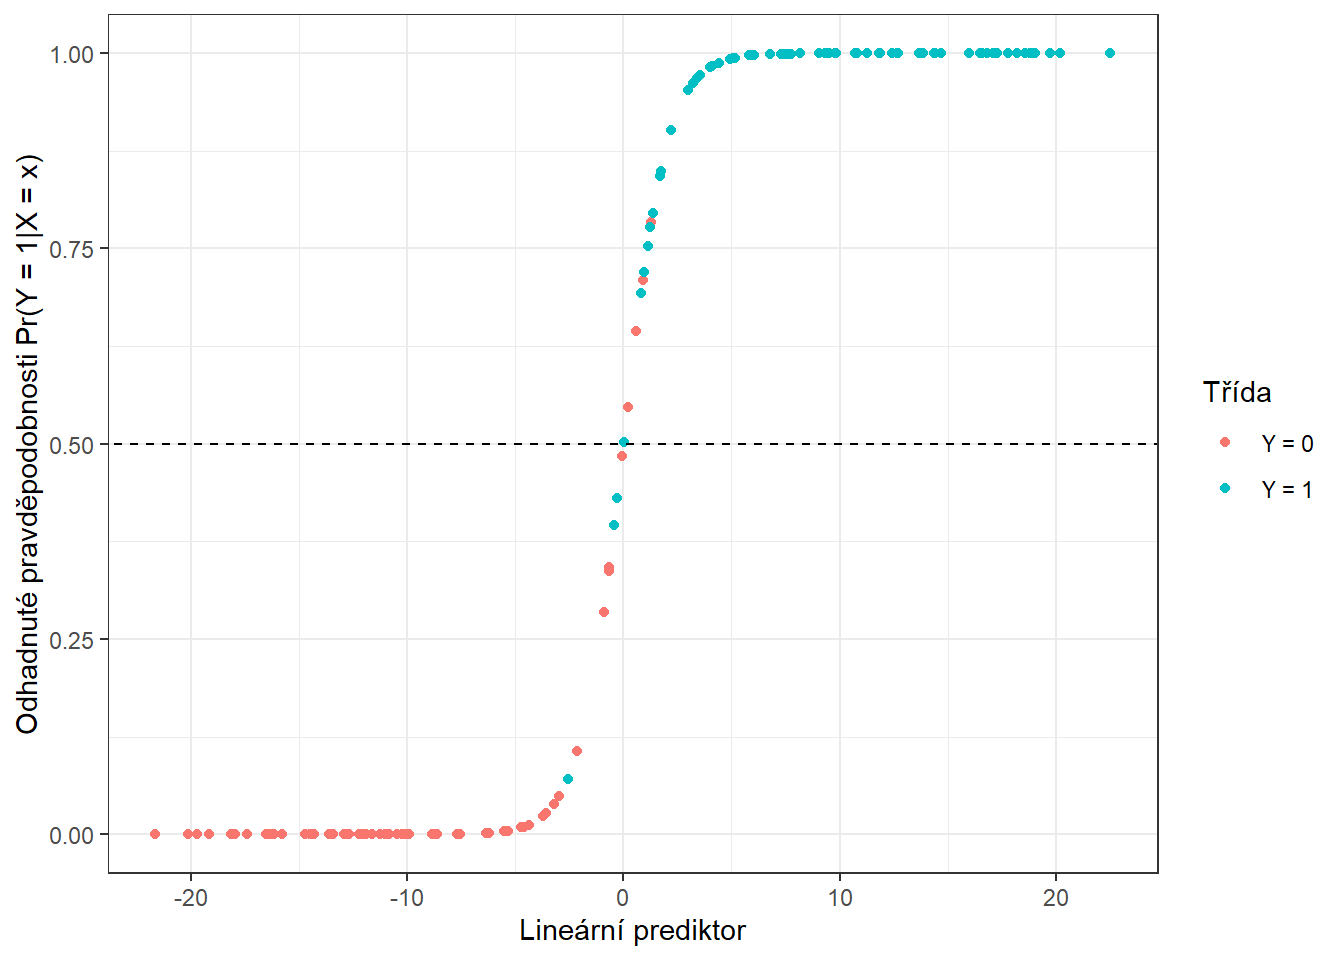 Odhadnuté pravděpodobnosti Pr(Y = 1|X = x)
1.00
0.75
0.50
0.25
0.00
-20
-10
0
10
20
Lineární prediktor
Třída
Y = 0
Y = 1